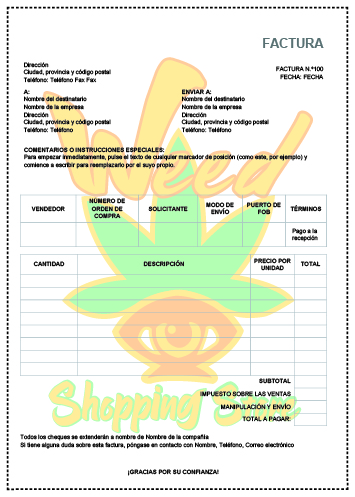 FACTURA
Dirección
Ciudad, provincia y código postal
Teléfono: Teléfono Fax Fax
FACTURA N.º100
FECHA: FECHA
A:
Nombre del destinatario
Nombre de la empresa
Dirección
Ciudad, provincia y código postal
Teléfono: Teléfono
ENVIAR A:
Nombre del destinatario
Nombre de la empresa
Dirección
Ciudad, provincia y código postal
Teléfono: Teléfono
COMENTARIOS O INSTRUCCIONES ESPECIALES:
Para empezar inmediatamente, pulse el texto de cualquier marcador de posición (como este, por ejemplo) y
comience a escribir para reemplazarlo por el suyo propio.
Weed
VENDEDOR
NÚMERO DE
ORDEN DE
COMPRA
SOLICITANTE
MODO DE
ENVÍO
PUERTO DE
FOB
TÉRMINOS
Pago a la
recepción
CANTIDAD
DESCRIPCIÓN
PRECIO POR
UNIDAD
TOTAL
SUBTOTAL
IMPUESTO SOBRE LAS VENTAS
MANIPULACIÓN Y ENVÍO
TOTAL A PAGAR:
Shopping
Todos los cheques se extenderán a nombre de Nombre de la compañía
Si tiene alguna duda sobre esta factura, póngase en contacto con Nombre, Teléfono, Correo electrónico
¡GRACIAS POR SU CONFIANZA!